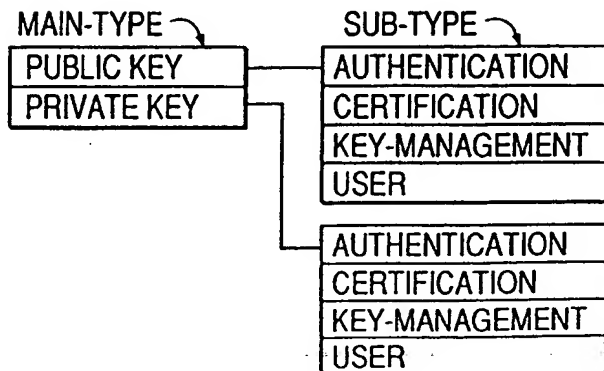 MAIN-TYPE
SUB-TYPE
PUBLIC KEY
PRIVATE KEY
AUTHENTICATION
CERTIFICATION
KEY-MANAGEMENT
USER
AUTHENTICATION
CERTIFICATION
KEY-MANAGEMENT
USER